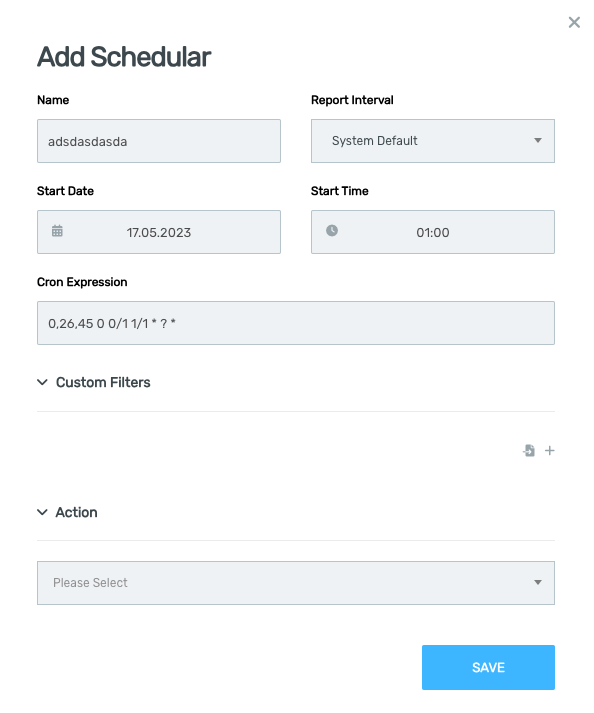 Add Schedular
Name
Report Interval
adsdasdasda
System Default
Start Date
Start Time
17.05.2023
01:00
Cron Expression
0,26,45 0 0/1 1/1 * ? *
Custom Filters
Action
Please Select
SAVE